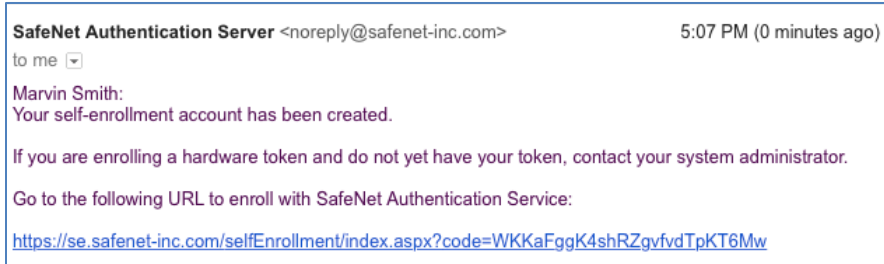 SafeNet Authentication Server <noreply@safenet-inc.com> 5:07 PM (0 minutes ago)
to me
Marvin Smith:
Your self-enrollment account has been created.
If you are enrolling a hardware token and do not yet have your token, contact your system administrator.
Go to the following URL to enroll with SafeNet Authentication Service:
https://se.safenet-inc.com/selfEnrollment/index.aspx?code=WKKaFggK4shRZgvfvdTpKT6Mw